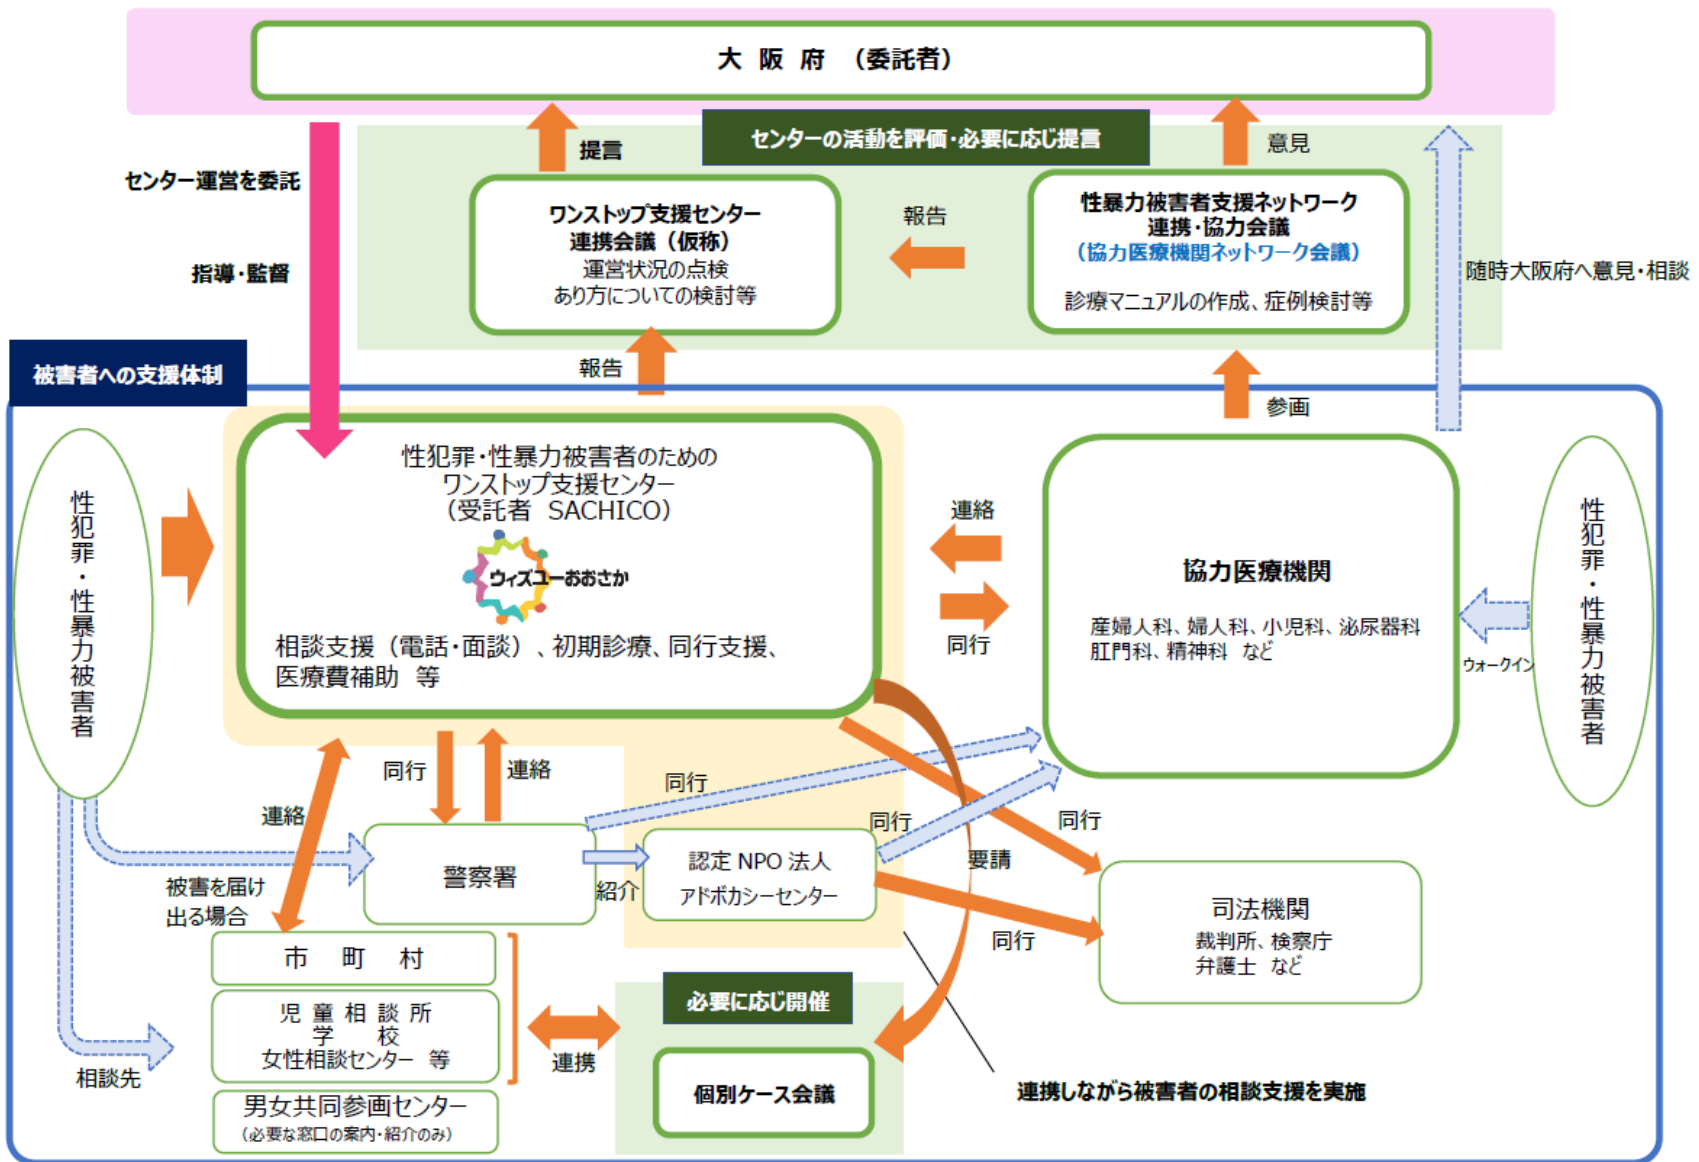 大 阪 府 （委託者）
センターの活動を評価・必要に応じ提言
提言
意見
センター運営を委託
指導・監督
ワンストップ支援センター
連携会議（仮称）
運営状況の点検
あり方についての検討等
報告
性暴力被害者支援ネットワーク
連携・協力会議
（協力医療機関ネットワーク会議）
診療マニュアルの作成、症例検討等
随時大阪府へ意見・相談
被害者への支援体制
報告
参画
性犯罪・性暴力被害者
性犯罪・性暴力被害者のための
ワンストップ支援センター
（受託者 SACHICO）
ウィズユーおおさか
相談支援（電話・面談）、初期診療、同行支援、
医療費補助 等
連絡
同行
協力医療機関
産婦人科、婦人科、小児科、泌尿器科
肛門科、精神科 など
ウォークイン
性犯罪・性暴力被害者
同行
連絡
同行
連絡
同行
同行
要請
被害を届け
出る場合
警察署
紹介
認定 NPO 法人
アドボカシーセンター
同行
司法機関
裁判所、検察庁
弁護士 など
市 町 村
児 童 相 談 所
学 校
女性相談センター 等
相談先
連携
必要に応じ開催
個別ケース会議
連携しながら被害者の相談支援を実施
男女共同参画センター
（必要な窓口の案内・紹介のみ）